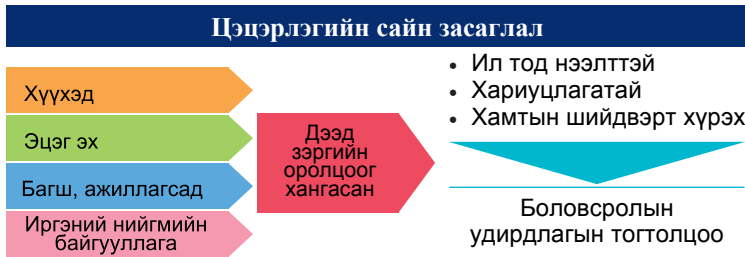 Цэцэрлэгийн сайн засаглал
Хүүхэд
Эцэг эх
Багш, ажиллагсад
Иргэний нийгмийн
байгууллага
Дээд
зэргийн
оролцоог
хангасан
• Ил тод нээлттэй
• Хариуцлагатай
• Хамтын шийдвэрт хүрэх
Боловсролын
удирдлагын тогтолцоо